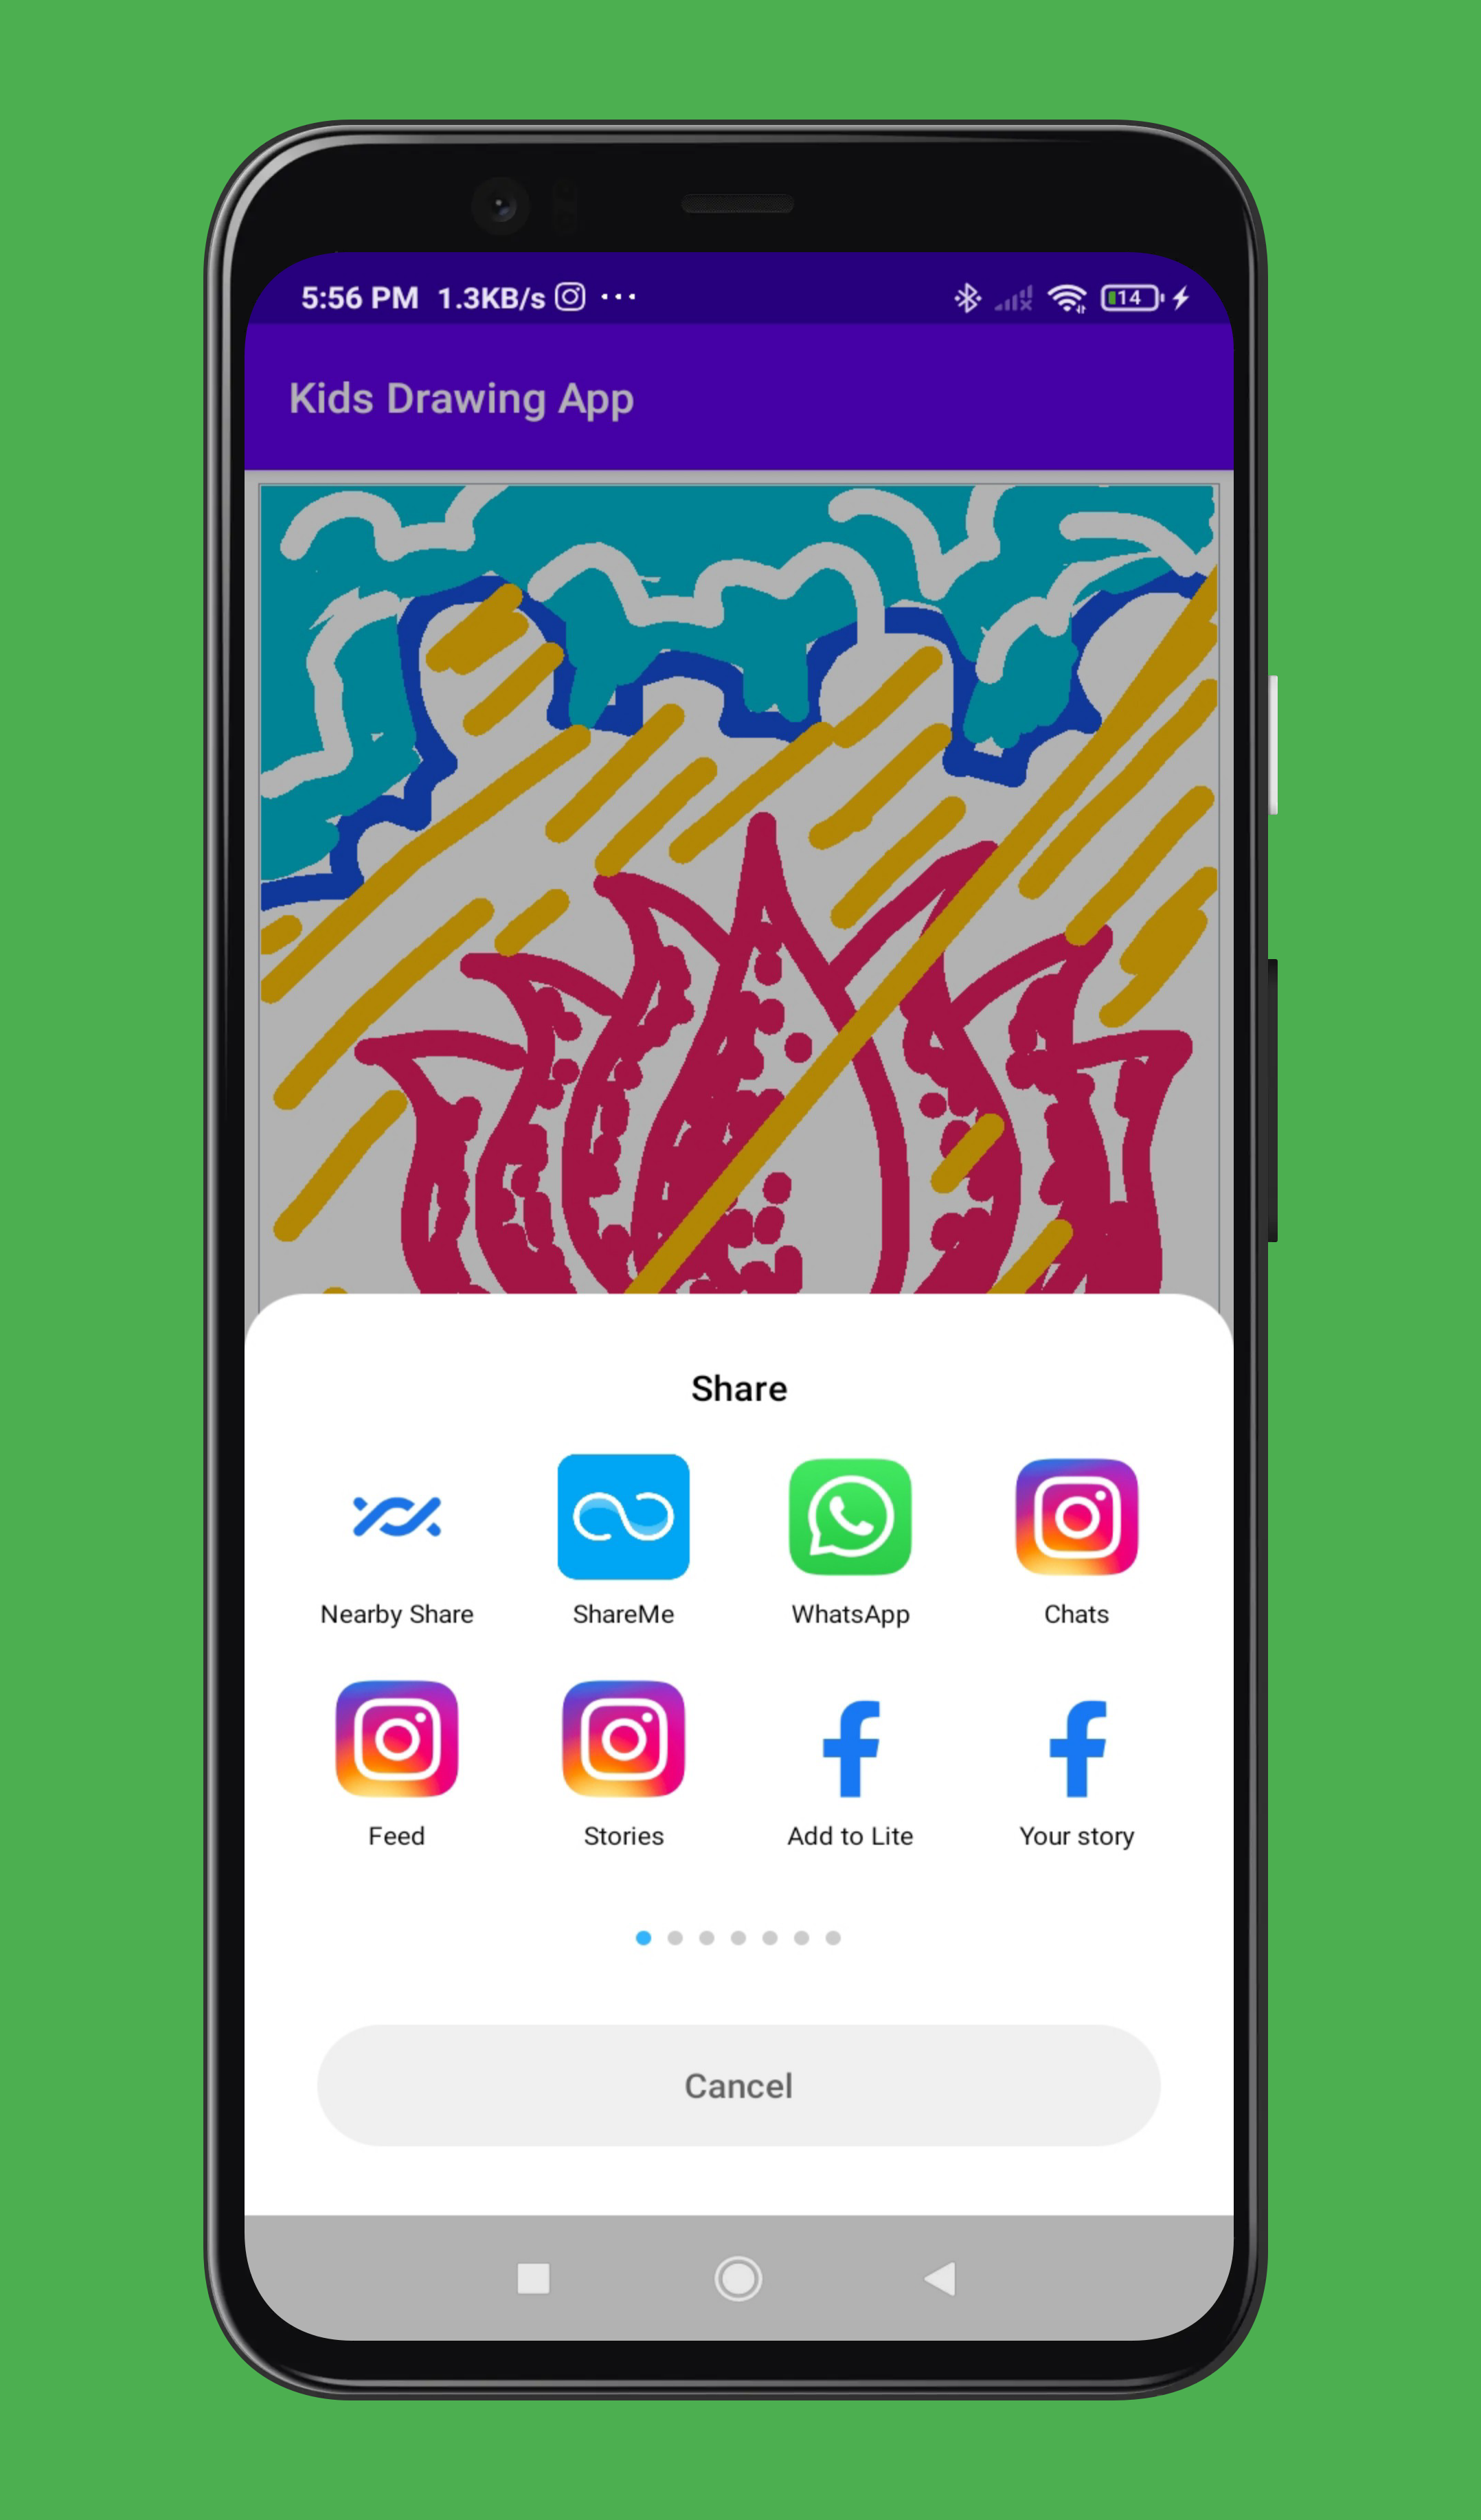 5:56 PM 1.3KB/s ... 14
Kids Drawing App
Share
Nearby Share ShareMe WhatsApp Chats
Feed Stories Add to Lite Your story
Cancel